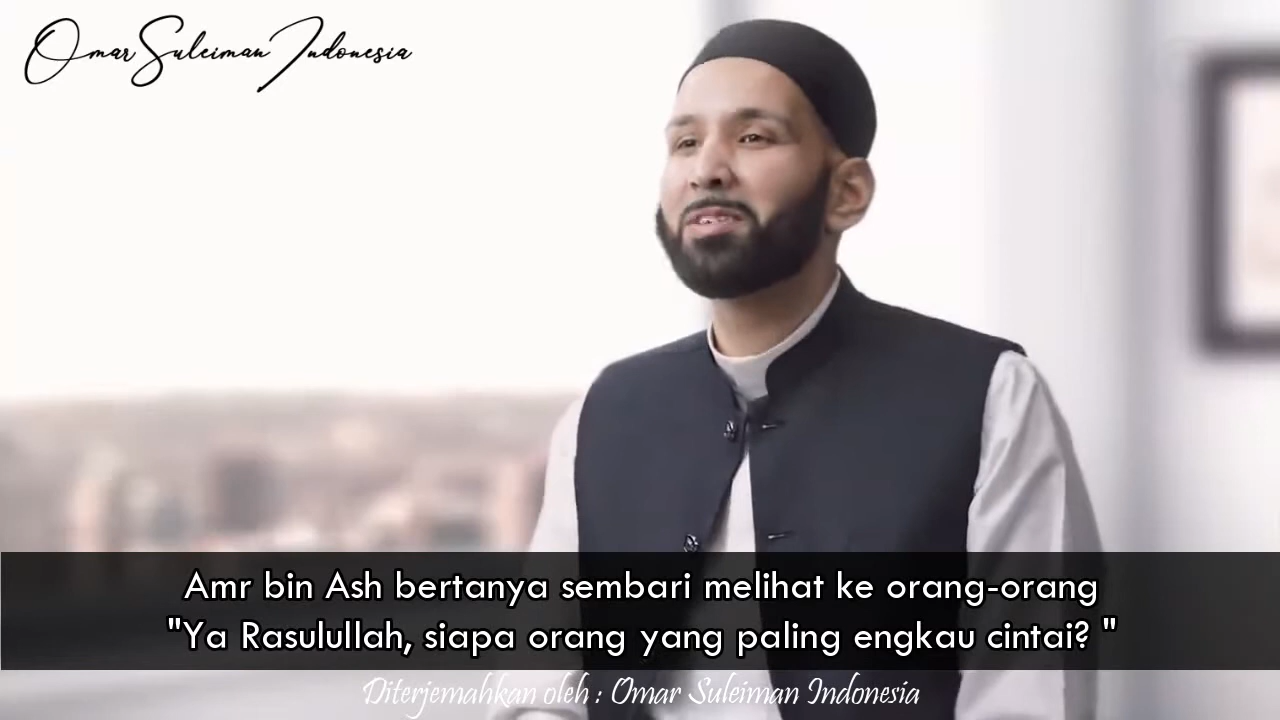 Omar Suleiman Indonesia
Amr bin Ash bertanya sembari melihat ke orang-orang
"Ya Rasulullah, siapa orang yang paling engkau cintai? "
Diterjemahkan oleh : Omar Suleiman Indonesia